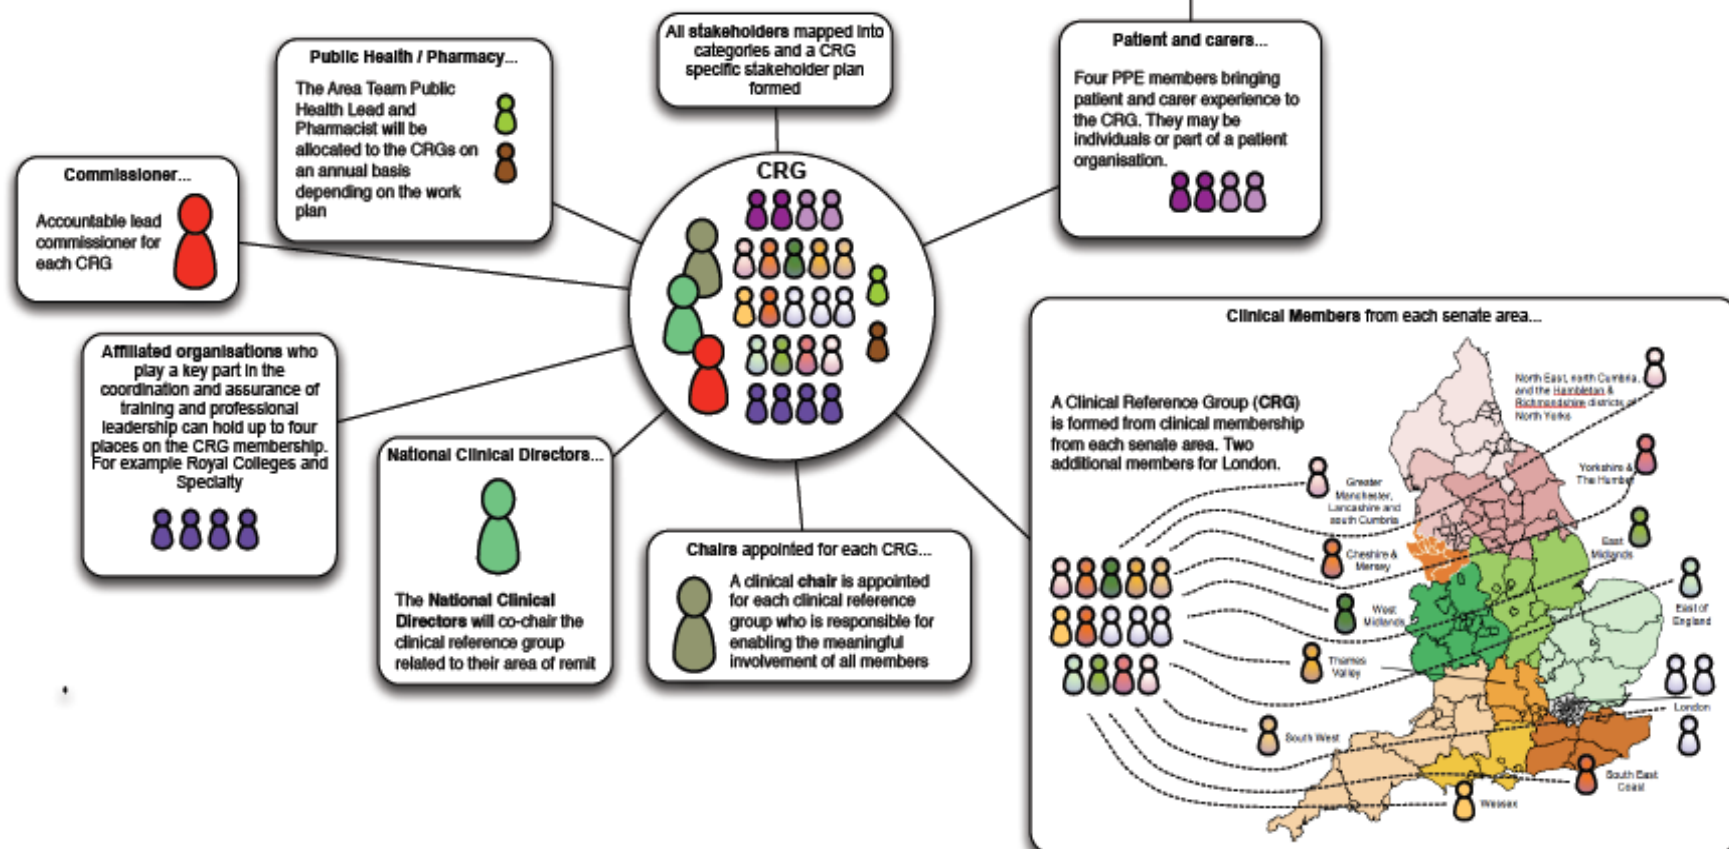 All stakeholders mapped into
categories and a CRG
specific stakeholder plan
formed
Public Health / Pharmacy...
The Area Team Public
Health Lead and
Pharmacist will be
allocated to the CRGs on
an annual basis
depending on the work
plan
Patient and carers...
Four PPE members bringing
patient and carer experience to
the CRG. They may be
individuals or part of a patient
organisation.
Commissioner...
Accountable lead
commissioner for
each CRG
CRG
Affiliated organisations who
play a key part in the
coordination and assurance of
training and professional
leadership can hold up to four
places on the CRG membership.
For example Royal Colleges and
Specialty
National Clinical Directors...
The National Clinical
Directors will co-chair the
clinical reference group
related to their area of remit
Chairs appointed for each CRG...
A clinical chair is appointed
for each clinical reference
group who is responsible for
enabling the meaningful
involvement of all members
Clinical Members from each senate area...
A Clinical Reference Group (CRG)
is formed from clinical membership
from each senate area. Two
additional members for London.
North East, north Cumbria,
and the Hambleton &
Richmondshire districts of
North Yorks
Yorkshire &
The Humber
Greater
Manchester,
Lancashire and
south Cumbria
East
Midlands
Cheshire &
Mersey
West
Midlands
East of
England
Thames
Valley
London
South West
South East
Coast
Wessex